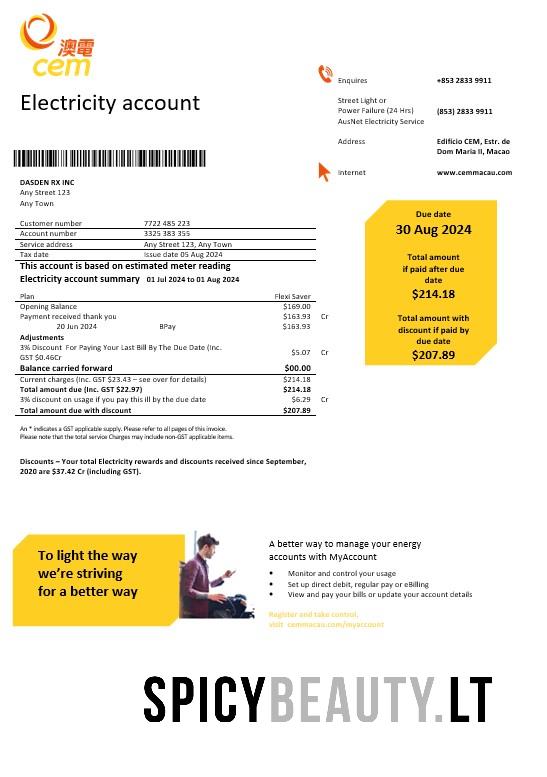 澳電
cem
Electricity account
Enquires +853 2833 9911
Street Light or
Power Failure (24 Hrs) (853) 2833 9911
AusNet Electricity Service
Address Edifício CEM, Estr. de
Dom Maria II, Macao
Internet www.cemmacau.com
DASDEN RX INC
Any Street 123
Any Town
Customer number 7722 485 223
Account number 3325 383 355
Service address Any Street 123, Any Town
Tax date Issue date 05 Aug 2024
This account is based on estimated meter reading
Electricity account summary 01 Jul 2024 to 01 Aug 2024
Plan Flexi Saver
Opening Balance $169.00
Payment received thank you $163.93 Cr
20 Jun 2024 BPay $163.93
Adjustments
3% Discount For Paying Your Last Bill By The Due Date (Inc.
GST $0.46Cr $5.07 Cr
Balance carried forward $00.00
Current charges (Inc. GST $23.43 – see over for details) $214.18
Total amount due (Inc. GST $22.97) $214.18
3% discount on usage if you pay this ill by the due date $6.29 Cr
Total amount due with discount $207.89
Due date
30 Aug 2024
Total amount
if paid after due
date
$214.18
Total amount with
discount if paid by
due date
$207.89
An * indicates a GST applicable supply. Please refer to all pages of this invoice.
Please note that the total service Charges may include non-GST applicable items.
Discounts – Your total Electricity rewards and discounts received since September,
2020 are $37.42 Cr (including GST).
To light the way
we're striving
for a better way
A better way to manage your energy
accounts with MyAccount
• Monitor and control your usage
• Set up direct debit, regular pay or eBilling
• View and pay your bills or update your account details
Register and take control,
visit cemmacau.com/myaccount
SPICYBEAUTY.LT